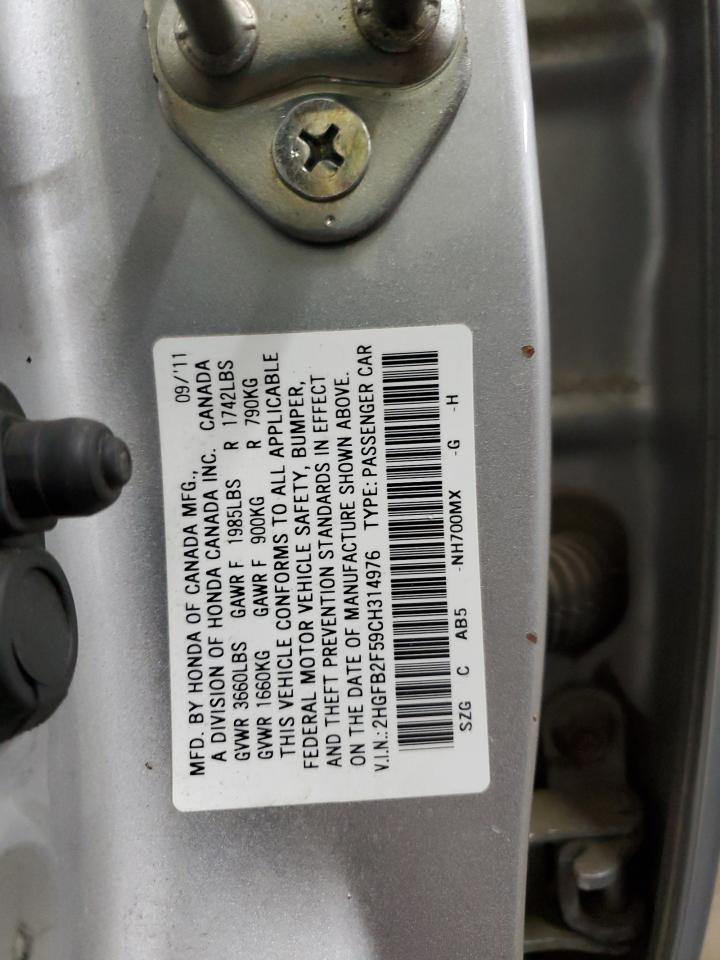 MFD. BY HONDA OF CANADA MFG., 09/'11
A DIVISION OF HONDA CANADA INC. CANADA
GVWR 3660LBS GAWR F 1985LBS R 1742LBS
GVWR 1660KG GAWR F 900KG R 790KG
THIS VEHICLE CONFORMS TO ALL APPLICABLE
FEDERAL MOTOR VEHICLE SAFETY, BUMPER,
AND THEFT PREVENTION STANDARDS IN EFFECT
ON THE DATE OF MANUFACTURE SHOWN ABOVE.
V.I.N.: 2HGFB2F59CH314976 TYPE: PASSENGER CAR
SZG C AB5 -NH700MX -G -H